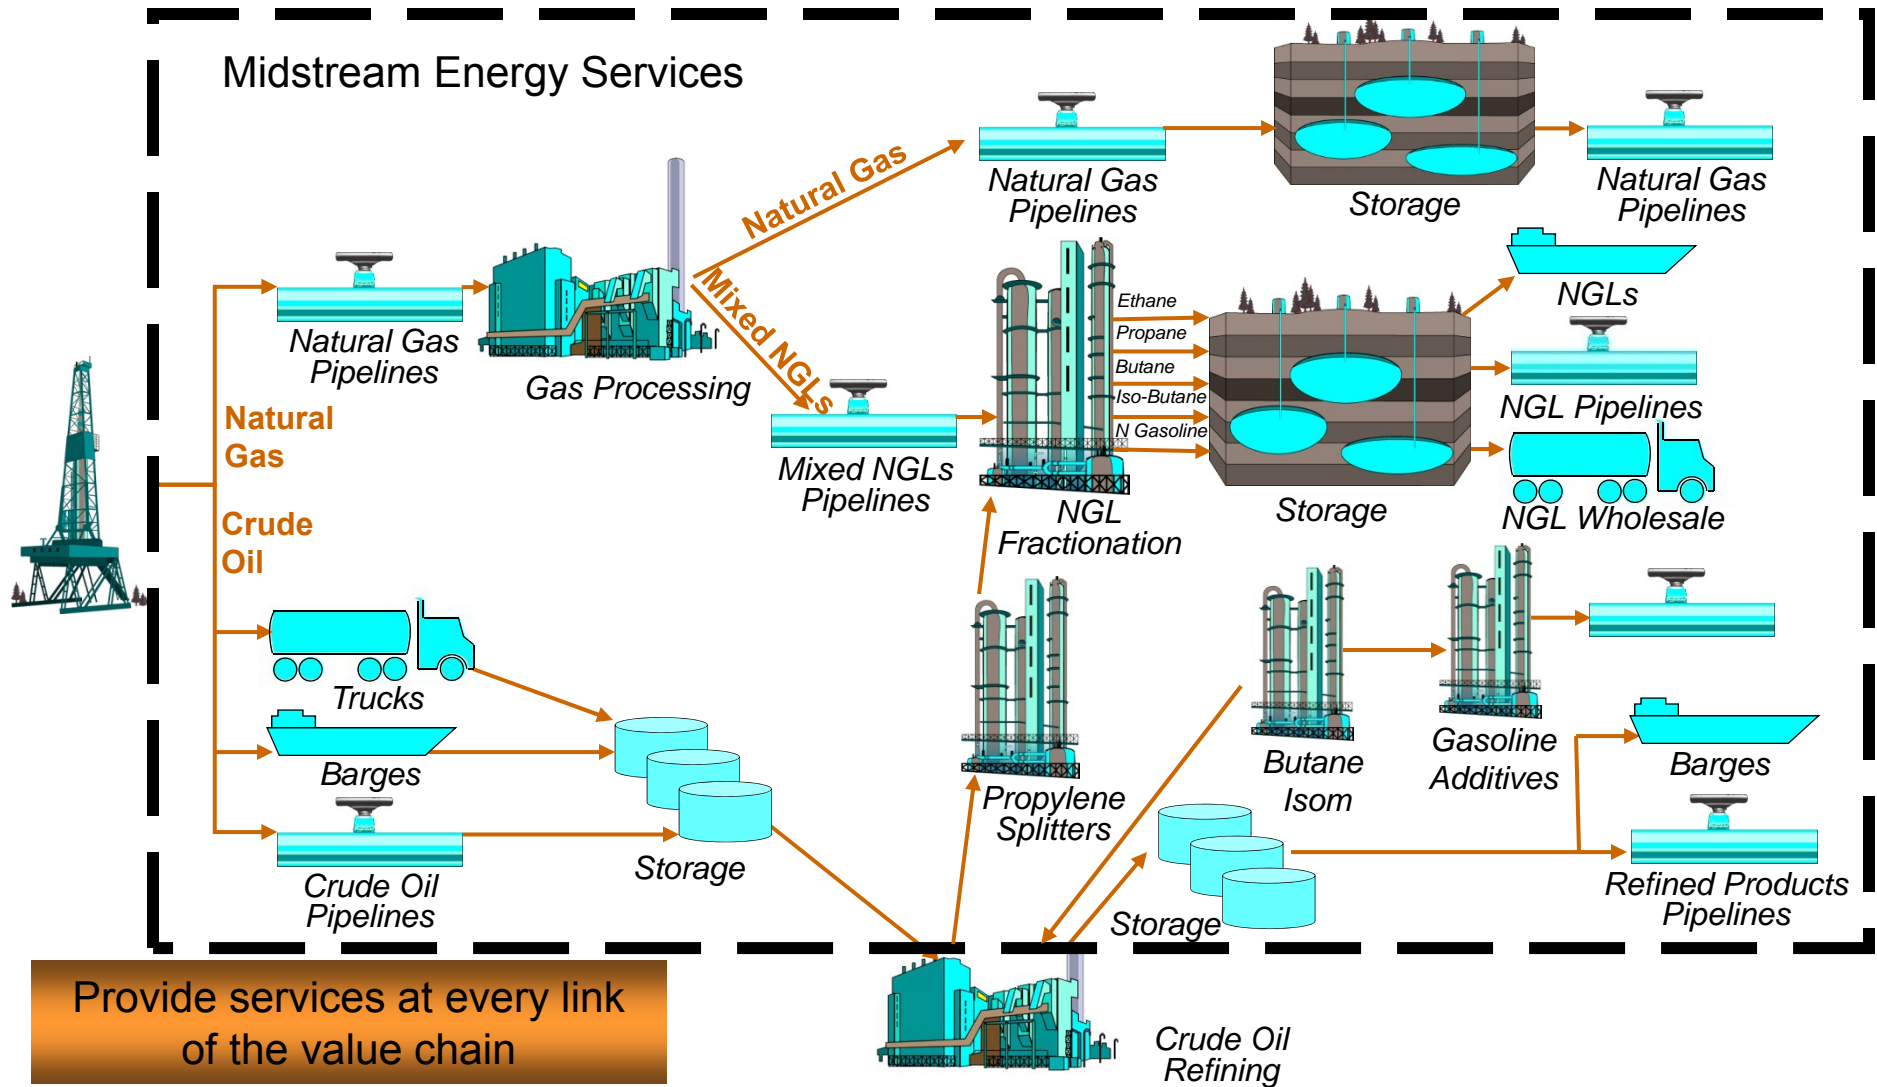 Midstream Energy Services
Natural Gas
Pipelines
Storage
Natural Gas
Pipelines
Natural Gas
Mixed NGLs
Natural Gas
Pipelines
Gas Processing
Natural
Gas
Crude
Oil
Mixed NGLs
Pipelines
Ethane
Propane
Butane
Iso-Butane
N Gasoline
NGL
Fractionation
Storage
NGLs
NGL Pipelines
NGL Wholesale
Trucks
Barges
Crude Oil
Pipelines
Storage
Propylene
Splitters
Butane
Isom
Gasoline
Additives
Barges
Storage
Refined Products
Pipelines
Crude Oil
Refining
Provide services at every link
of the value chain